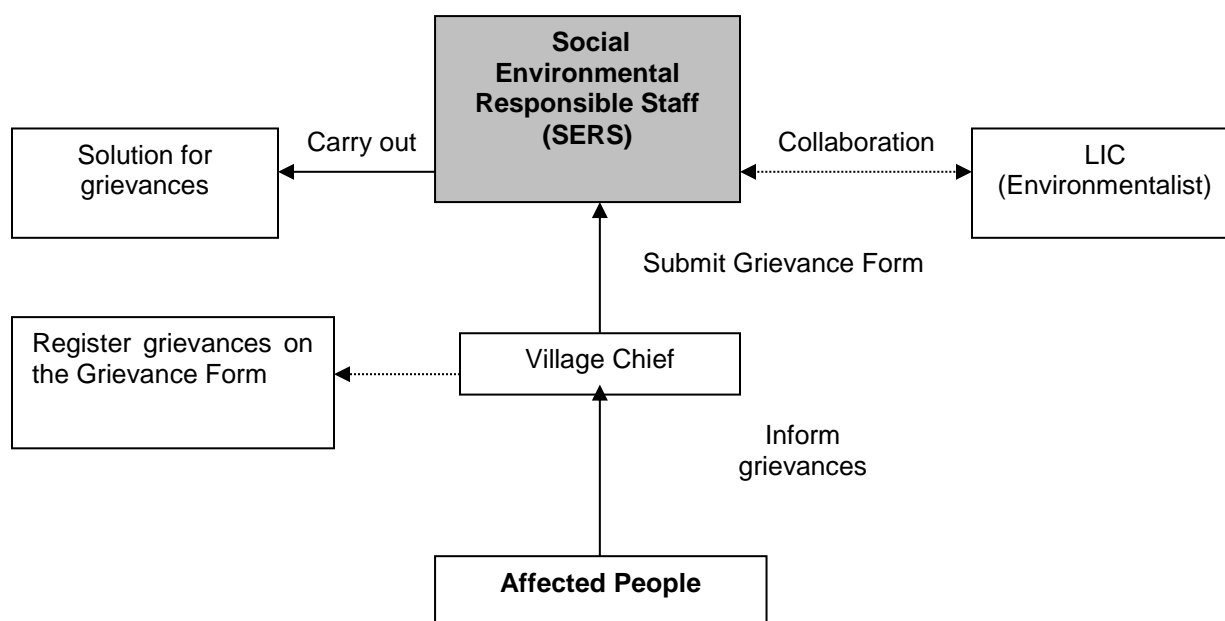 Social
Environmental
Responsible Staff
(SERS)
Carry out
Solution for
grievances
Collaboration
LIC
(Environmentalist)
Submit Grievance Form
Register grievances on
the Grievance Form
Village Chief
Inform
grievances
Affected People